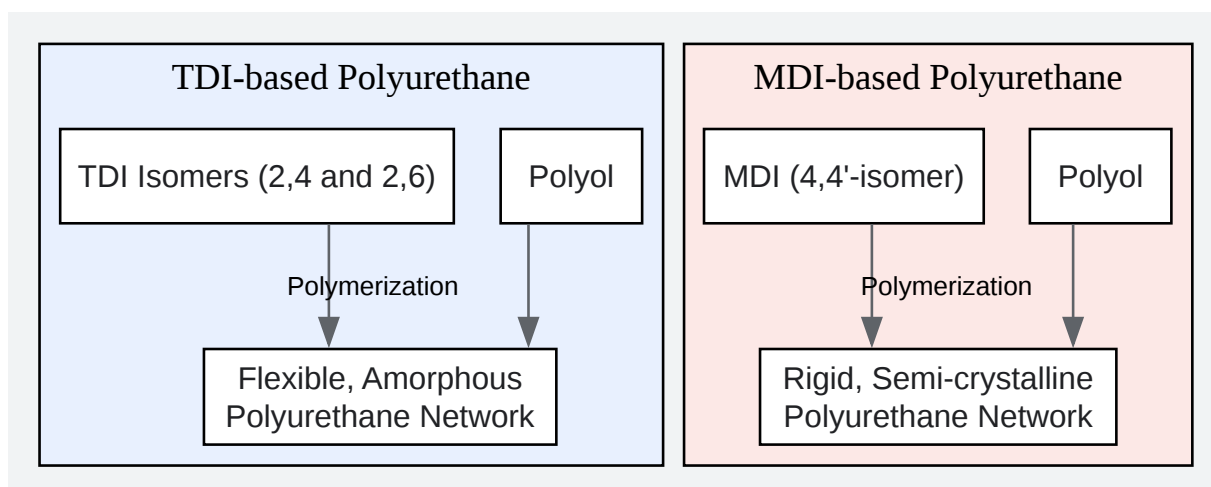 TDI-based Polyurethane
TDI Isomers (2,4 and 2,6)
Polyol
Polymerization
Flexible, Amorphous
Polyurethane Network
MDI-based Polyurethane
MDI (4,4'-isomer)
Polyol
Polymerization
Rigid, Semi-crystalline
Polyurethane Network